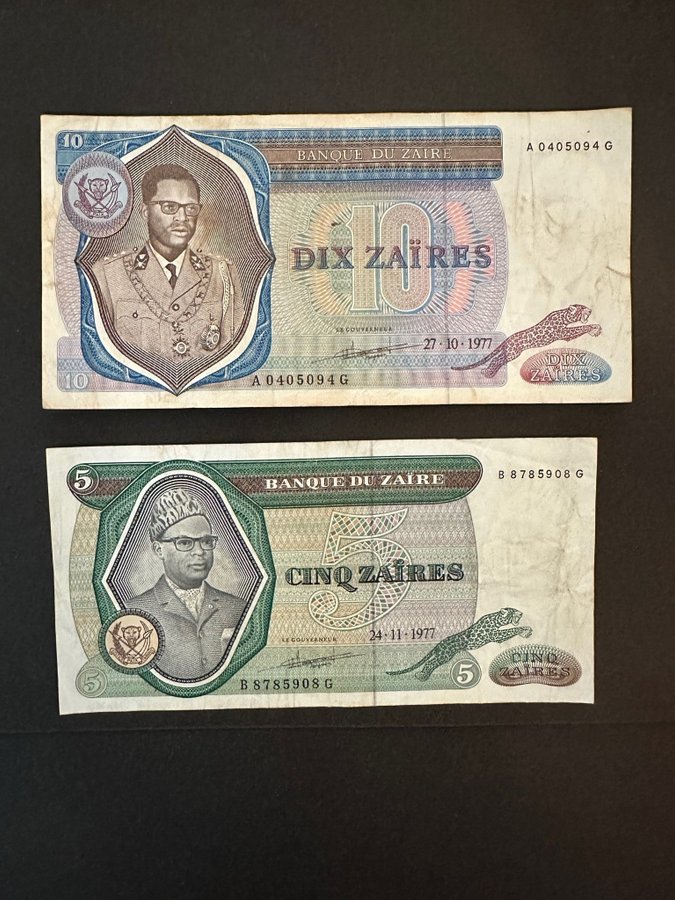 10
BANQUE DU ZAÏRE
A 0405094 G
10
DIX ZAÏRES
LE GOUVERNEUR
27·10·1977
10
A 0405094 G
DIX
ZAÏRES
5
BANQUE DU ZAÏRE
B 8785908 G
5
CINQ ZAÏRES
LE GOUVERNEUR
24·11·1977
5
B 8785908 G
5
CINQ
ZAÏRES